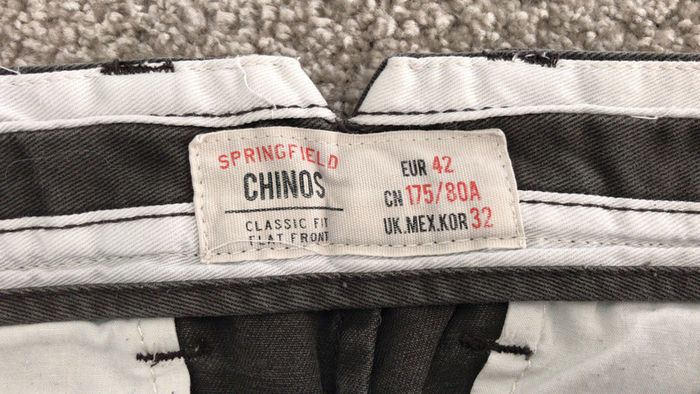 SPRINGFIELD
CHINOS
CLASSIC FIT
FLAT FRONT
EUR 42
CN 175/80A
UK.MEX.KOR 32